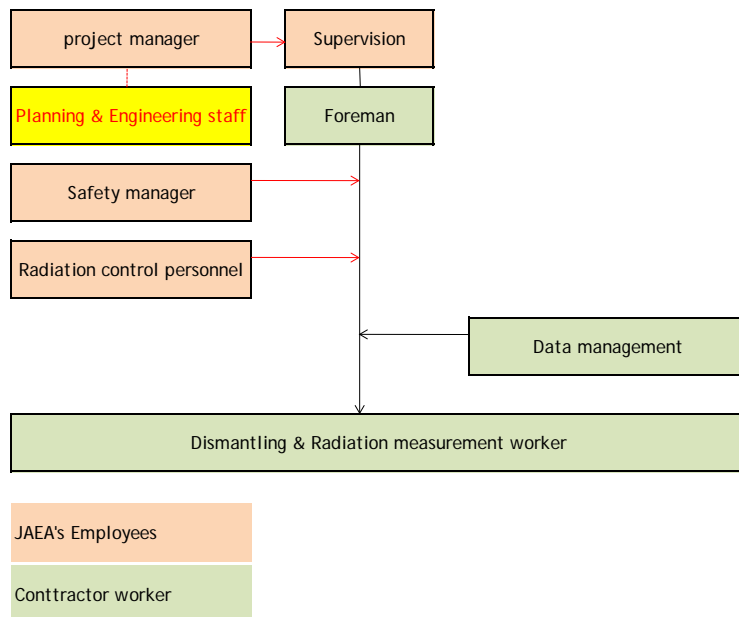 project manager
Supervision
Planning & Engineering staff
Foreman
Safety manager
Radiation control personnel
Data management
Dismantling & Radiation measurement worker
JAEA's Employees
Conttractor worker